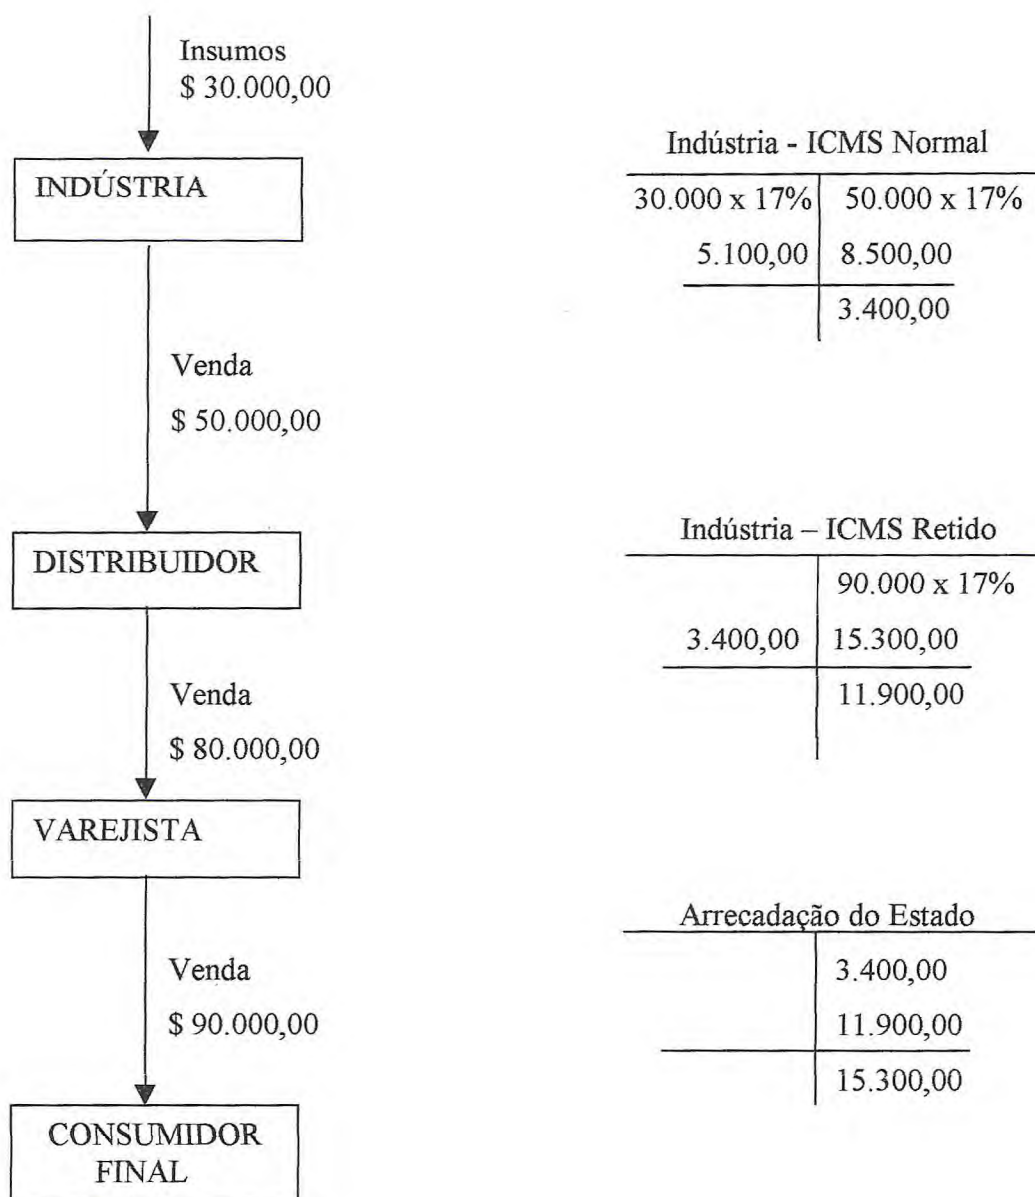 Insumos
$ 30.000,00
INDÚSTRIA
Venda
$ 50.000,00
DISTRIBUIDOR
Venda
$ 80.000,00
VAREJISTA
Venda
$ 90.000,00
CONSUMIDOR
FINAL
Indústria - ICMS Normal
30.000 x 17% 50.000 x 17%
5.100,00 8.500,00
3.400,00
Indústria – ICMS Retido
90.000 x 17%
3.400,00 15.300,00
11.900,00
Arrecadação do Estado
3.400,00
11.900,00
15.300,00